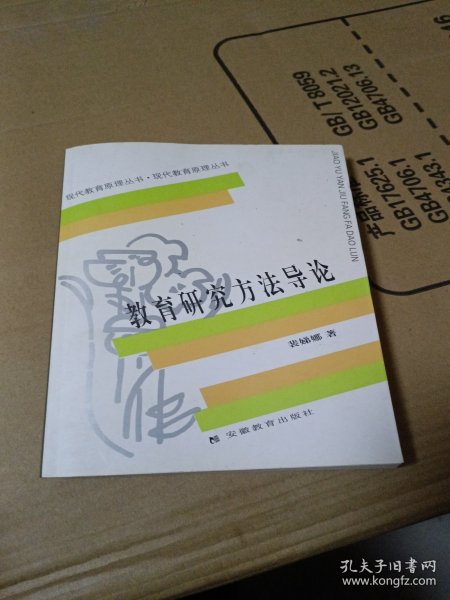 现代教育原理丛书·现代教育原理丛书
JIAO YU YAN JIU FANG FA DAO LUN
教育研究方法导论
裴娣娜 著
安徽教育出版社
GB/T 8059
GB12021.2
GB4706.13
GB17625.1
GB4706.1
4343.1
孔夫子旧书网
www.kongfz.com